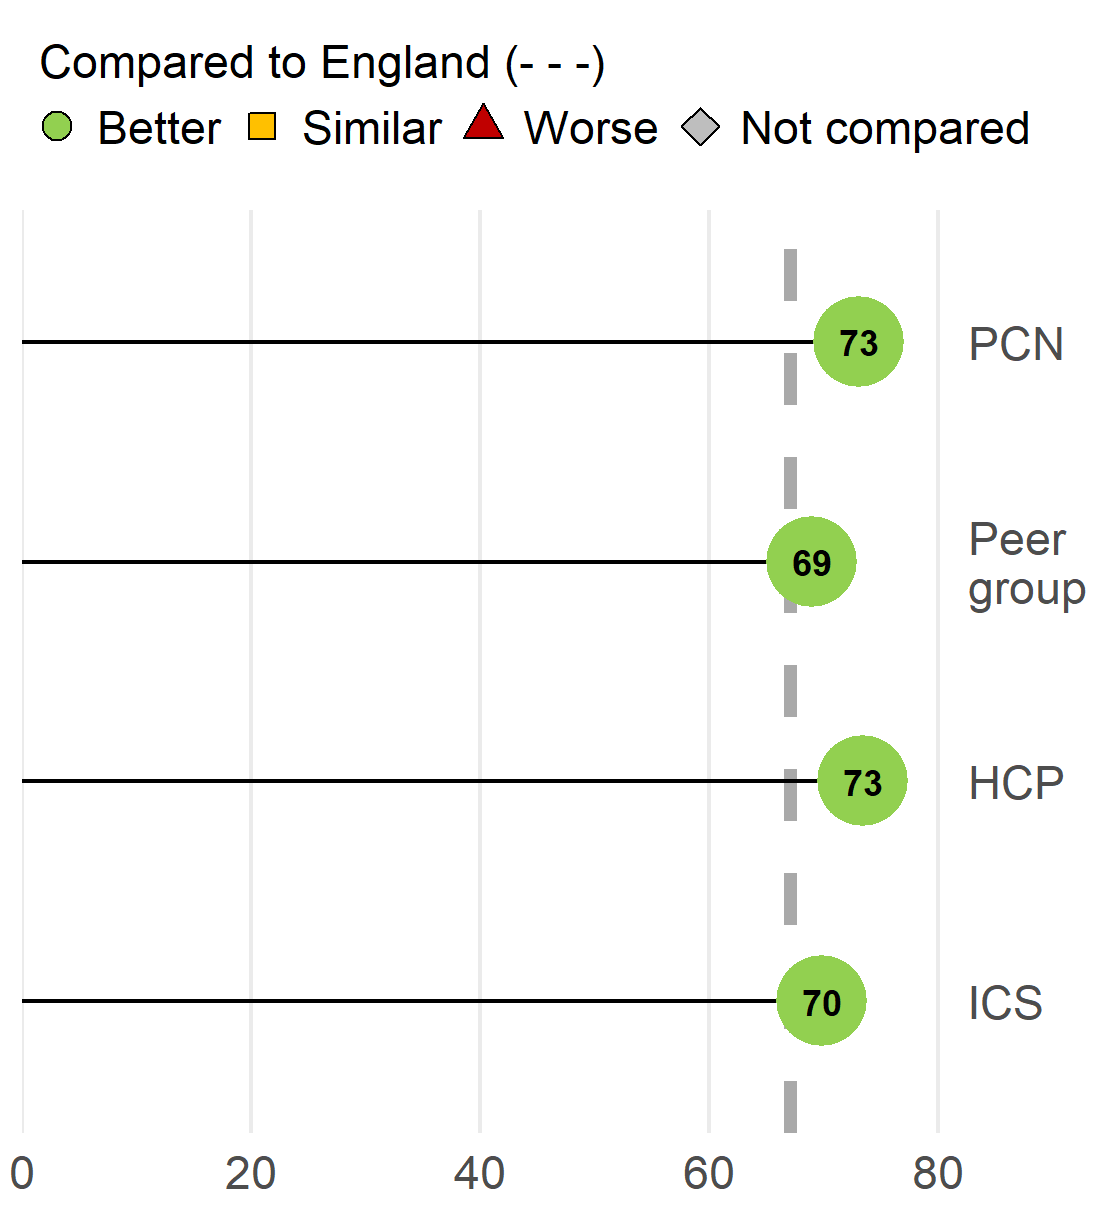 Compared to England (- - -)
Better Similar Worse Not compared
73 PCN
69 Peer
group
73 HCP
70 ICS
0 20 40 60 80